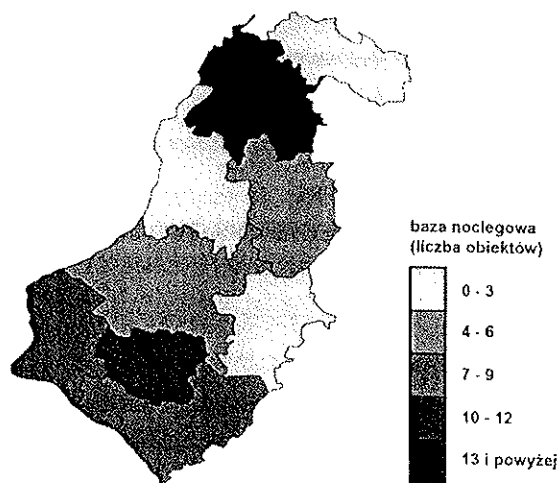 baza noclegowa
(liczba obiektów)
0 - 3
4 - 6
7 - 9
10 - 12
13 i powyżej